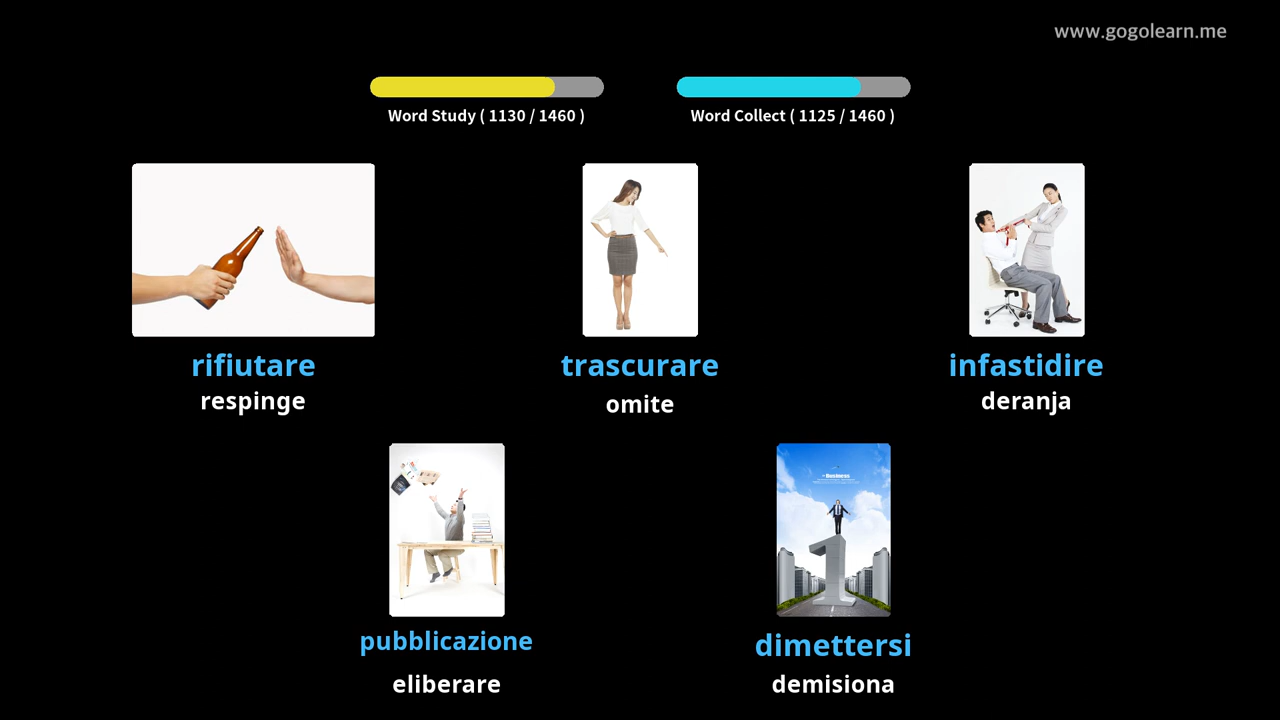 www.gogolearn.me
Word Study ( 1130 / 1460 )
Word Collect ( 1125 / 1460 )
rifiutare
respinge
trascurare
omite
infastidire
deranja
Business
pubblicazione
eliberare
dimettersi
demisiona